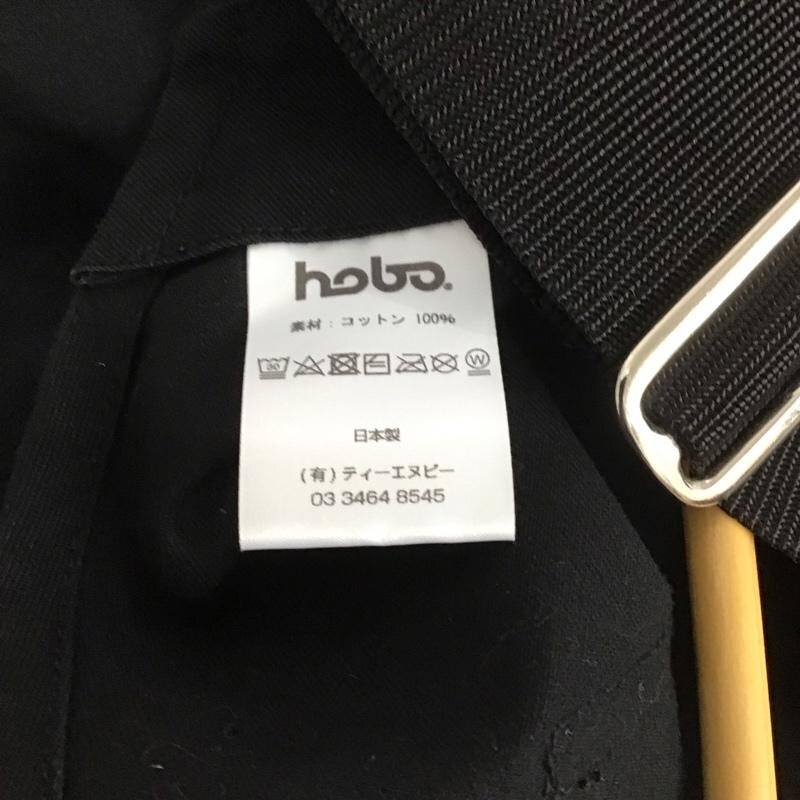 hobo.
素材：コットン 100%
30 W
日本製
(有)ティーエヌピー
03 3464 8545